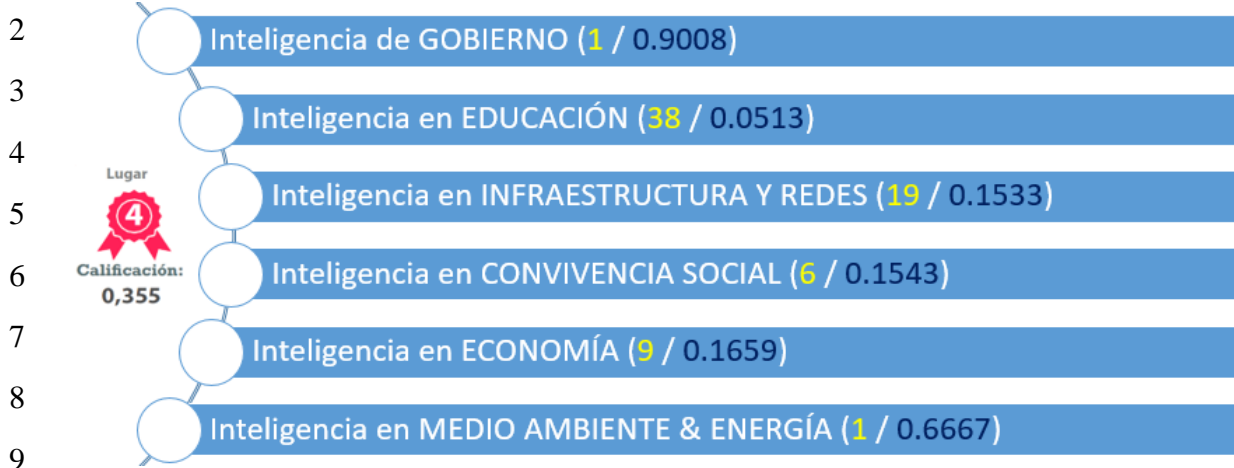 2
Inteligencia de GOBIERNO (1 / 0.9008)
3
Inteligencia en EDUCACIÓN (38 / 0.0513)
4
Lugar
4
Inteligencia en INFRAESTRUCTURA Y REDES (19 / 0.1533)
5
Calificación:
0,355
6
Inteligencia en CONVIVENCIA SOCIAL (6 / 0.1543)
7
Inteligencia en ECONOMÍA (9 / 0.1659)
8
Inteligencia en MEDIO AMBIENTE & ENERGÍA (1 / 0.6667)
9